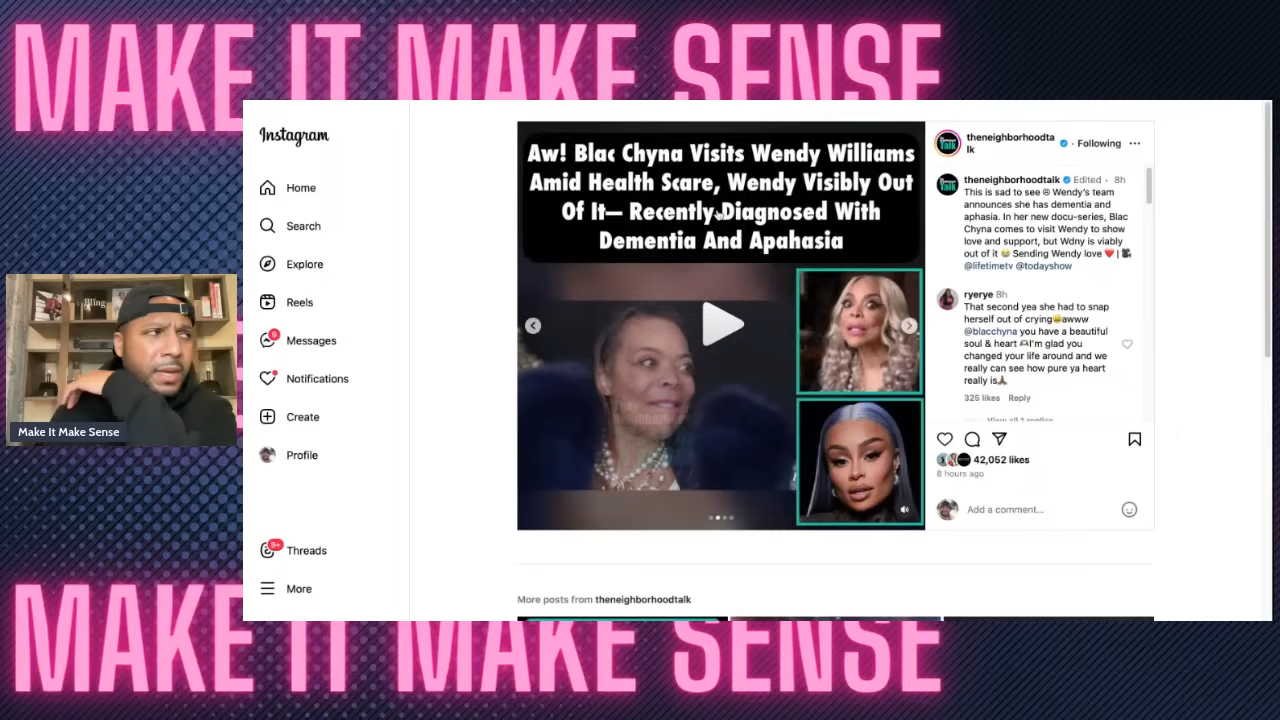 MAKE IT MAKE SENSE
Instagram
Home
Search
Explore
Reels
9
Messages
Notifications
Create
Profile
9+
Threads
More
Bling
Make It Make Sense
Aw! Blac Chyna Visits Wendy Williams
Amid Health Scare, Wendy Visibly Out
Of It— Recently Diagnosed With
Dementia And Apahasia
theneighborhoodta
lk
• Following
theneighborhoodtalk Edited • 8h
This is sad to see ☹ Wendy's team
announces she has dementia and
aphasia. In her new docu-series, Blac
Chyna comes to visit Wendy to show
love and support, but Wdny is viably
out of it 😭 Sending Wendy love ❤️ | 🎥
@lifetimetv @todayshow
ryerye 8h
That second yea she had to snap
herself out of crying😩awww
@blacchyna you have a beautiful
soul & heart 🫶🏾I'm glad you
changed your life around and we
really can see how pure ya heart
really is🙏🏾
325 likes Reply
View all 1 replies
42,052 likes
8 hours ago
Add a comment...
More posts from theneighborhoodtalk
MAKE IT MAKE SENSE